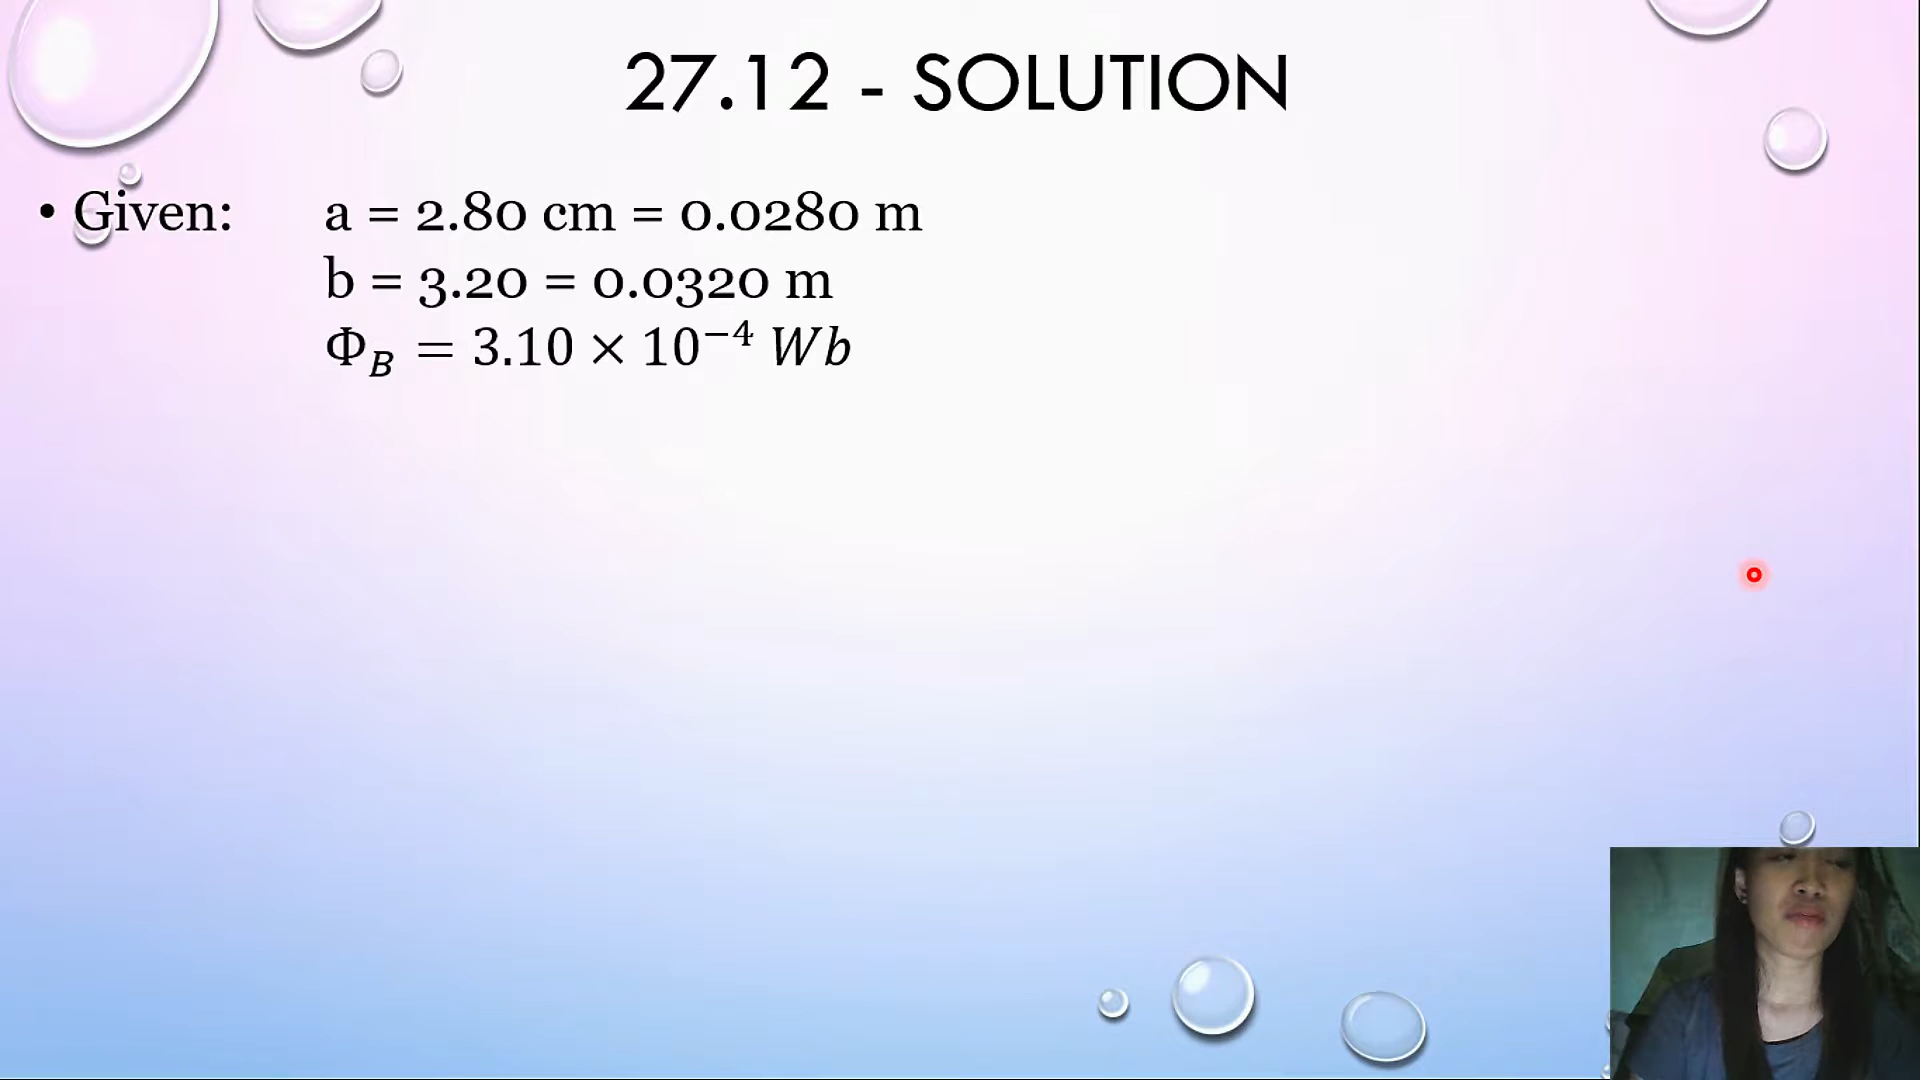 27.12 - SOLUTION
• Given: a = 2.80 cm = 0.0280 m
b = 3.20 = 0.0320 m
Φ_B = 3.10 × 10⁻⁴ Wb